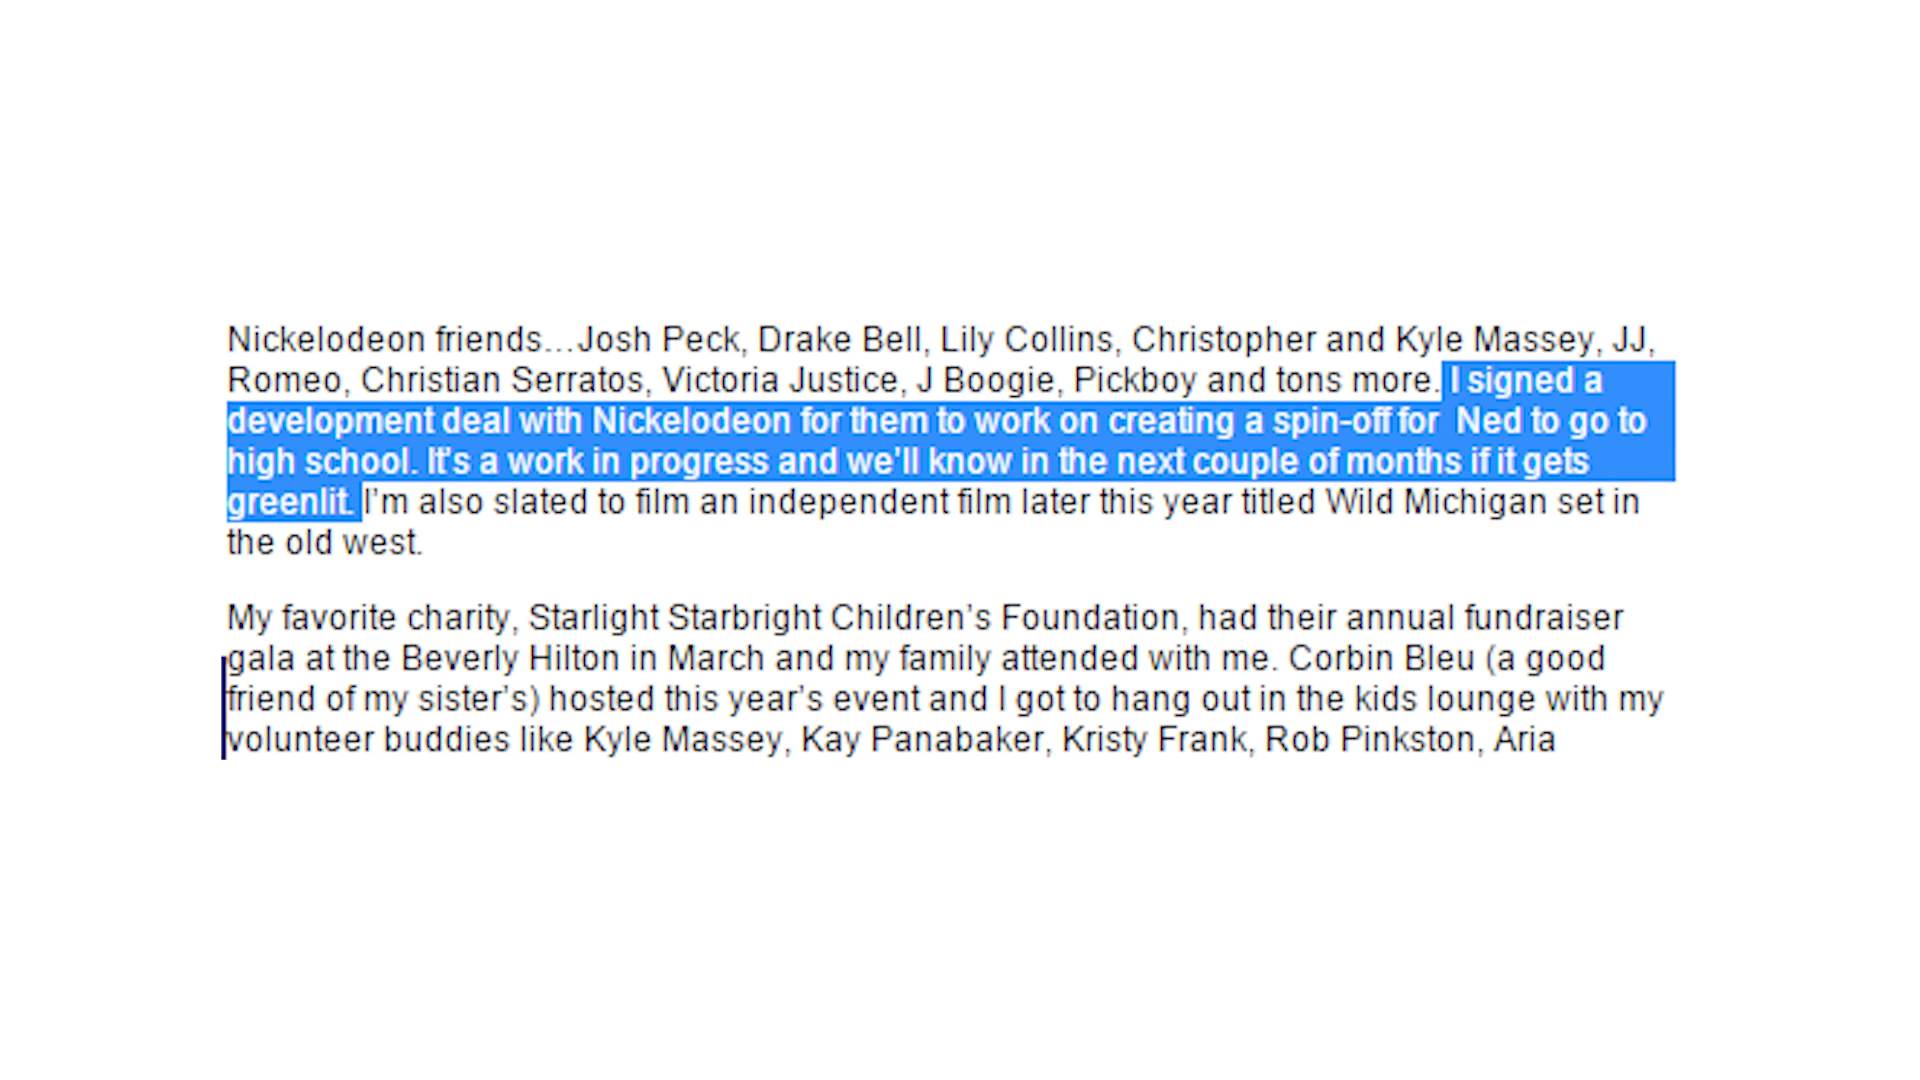 Nickelodeon friends…Josh Peck, Drake Bell, Lily Collins, Christopher and Kyle Massey, JJ,
Romeo, Christian Serratos, Victoria Justice, J Boogie, Pickboy and tons more. I signed a
development deal with Nickelodeon for them to work on creating a spin-off for  Ned to go to
high school. It's a work in progress and we'll know in the next couple of months if it gets
greenlit. I’m also slated to film an independent film later this year titled Wild Michigan set in
the old west.
My favorite charity, Starlight Starbright Children’s Foundation, had their annual fundraiser
gala at the Beverly Hilton in March and my family attended with me. Corbin Bleu (a good
friend of my sister’s) hosted this year’s event and I got to hang out in the kids lounge with my
volunteer buddies like Kyle Massey, Kay Panabaker, Kristy Frank, Rob Pinkston, Aria